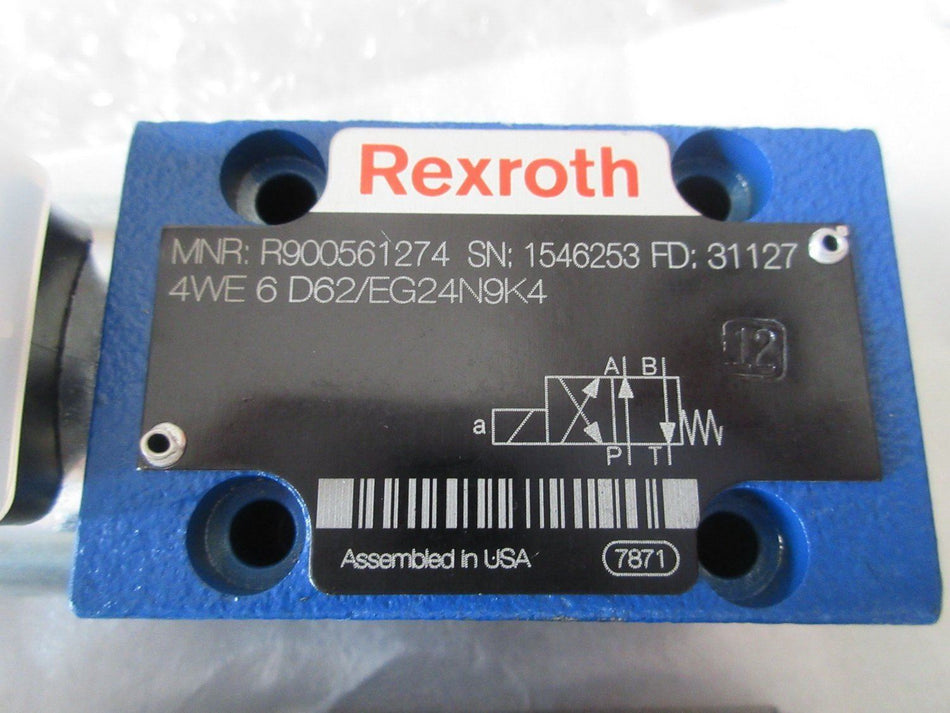 Rexroth
MNR: R900561274 SN: 1546253 FD: 31127
4WE 6 D62/EG24N9K4
12
A B
a
P T
Assembled in USA 7871